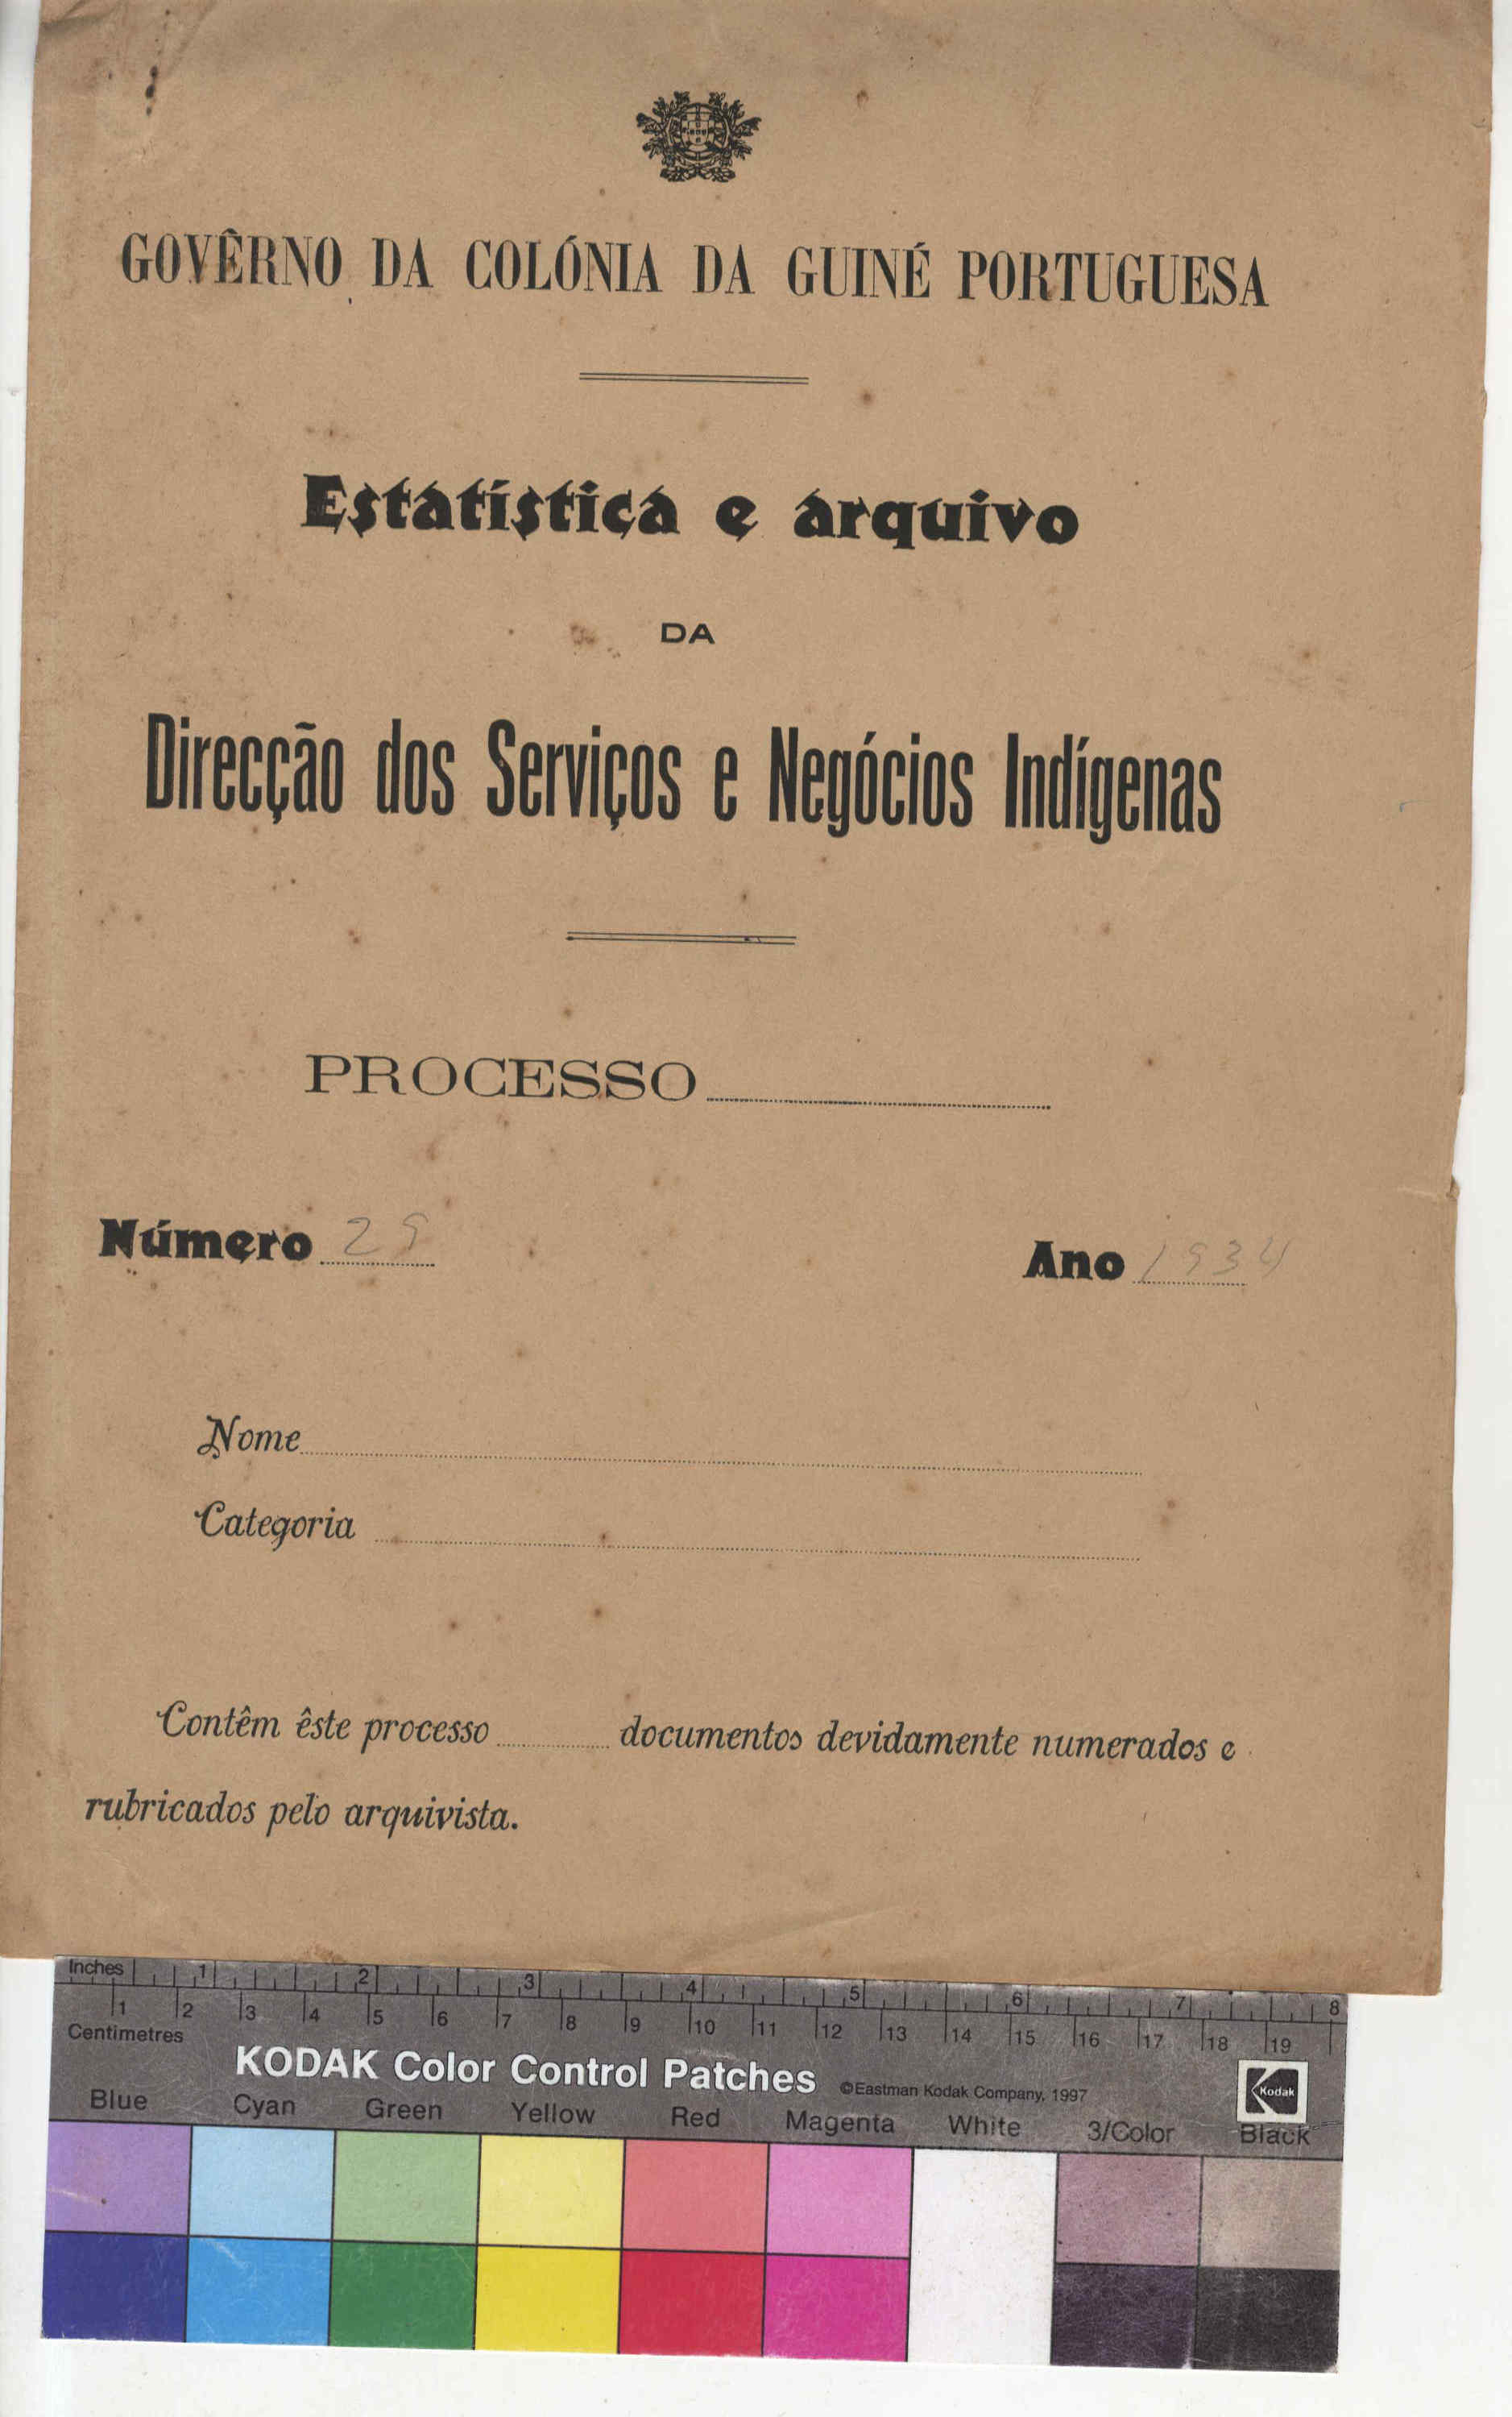 GOVÊRNO DA COLÓNIA DA GUINÉ PORTUGUESA
Estatística e arquivo
DA
Direcção dos Serviços e Negócios Indígenas
PROCESSO
Número 29 Ano 1934
Nome
Categoria
Contêm êste processo documentos devidamente numerados e
rubricados pelo arquivista.
Inches 1 2 3 4 5 6 7 8
1 2 3 4 5 6 7 8 9 10 11 12 13 14 15 16 17 18 19
Centimetres
KODAK Color Control Patches ©Eastman Kodak Company, 1997 Kodak
Blue Cyan Green Yellow Red Magenta White 3/Color Black